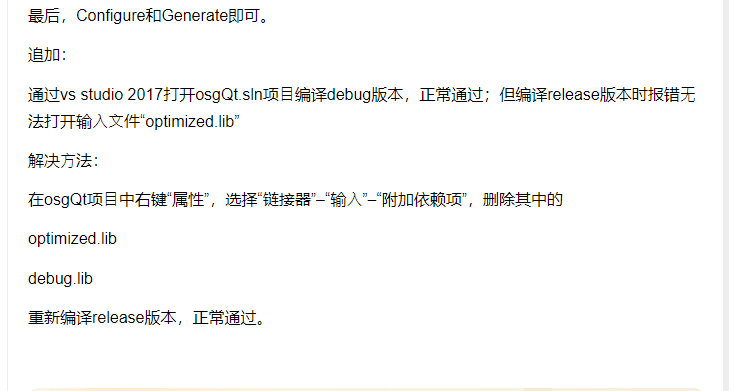 最后，Configure和Generate即可。
追加：
通过vs studio 2017打开osgQt.sln项目编译debug版本，正常通过；但编译release版本时报错无
法打开输入文件“optimized.lib”
解决方法：
在osgQt项目中右键“属性”，选择“链接器”–“输入”–“附加依赖项”，删除其中的
optimized.lib
debug.lib
重新编译release版本，正常通过。